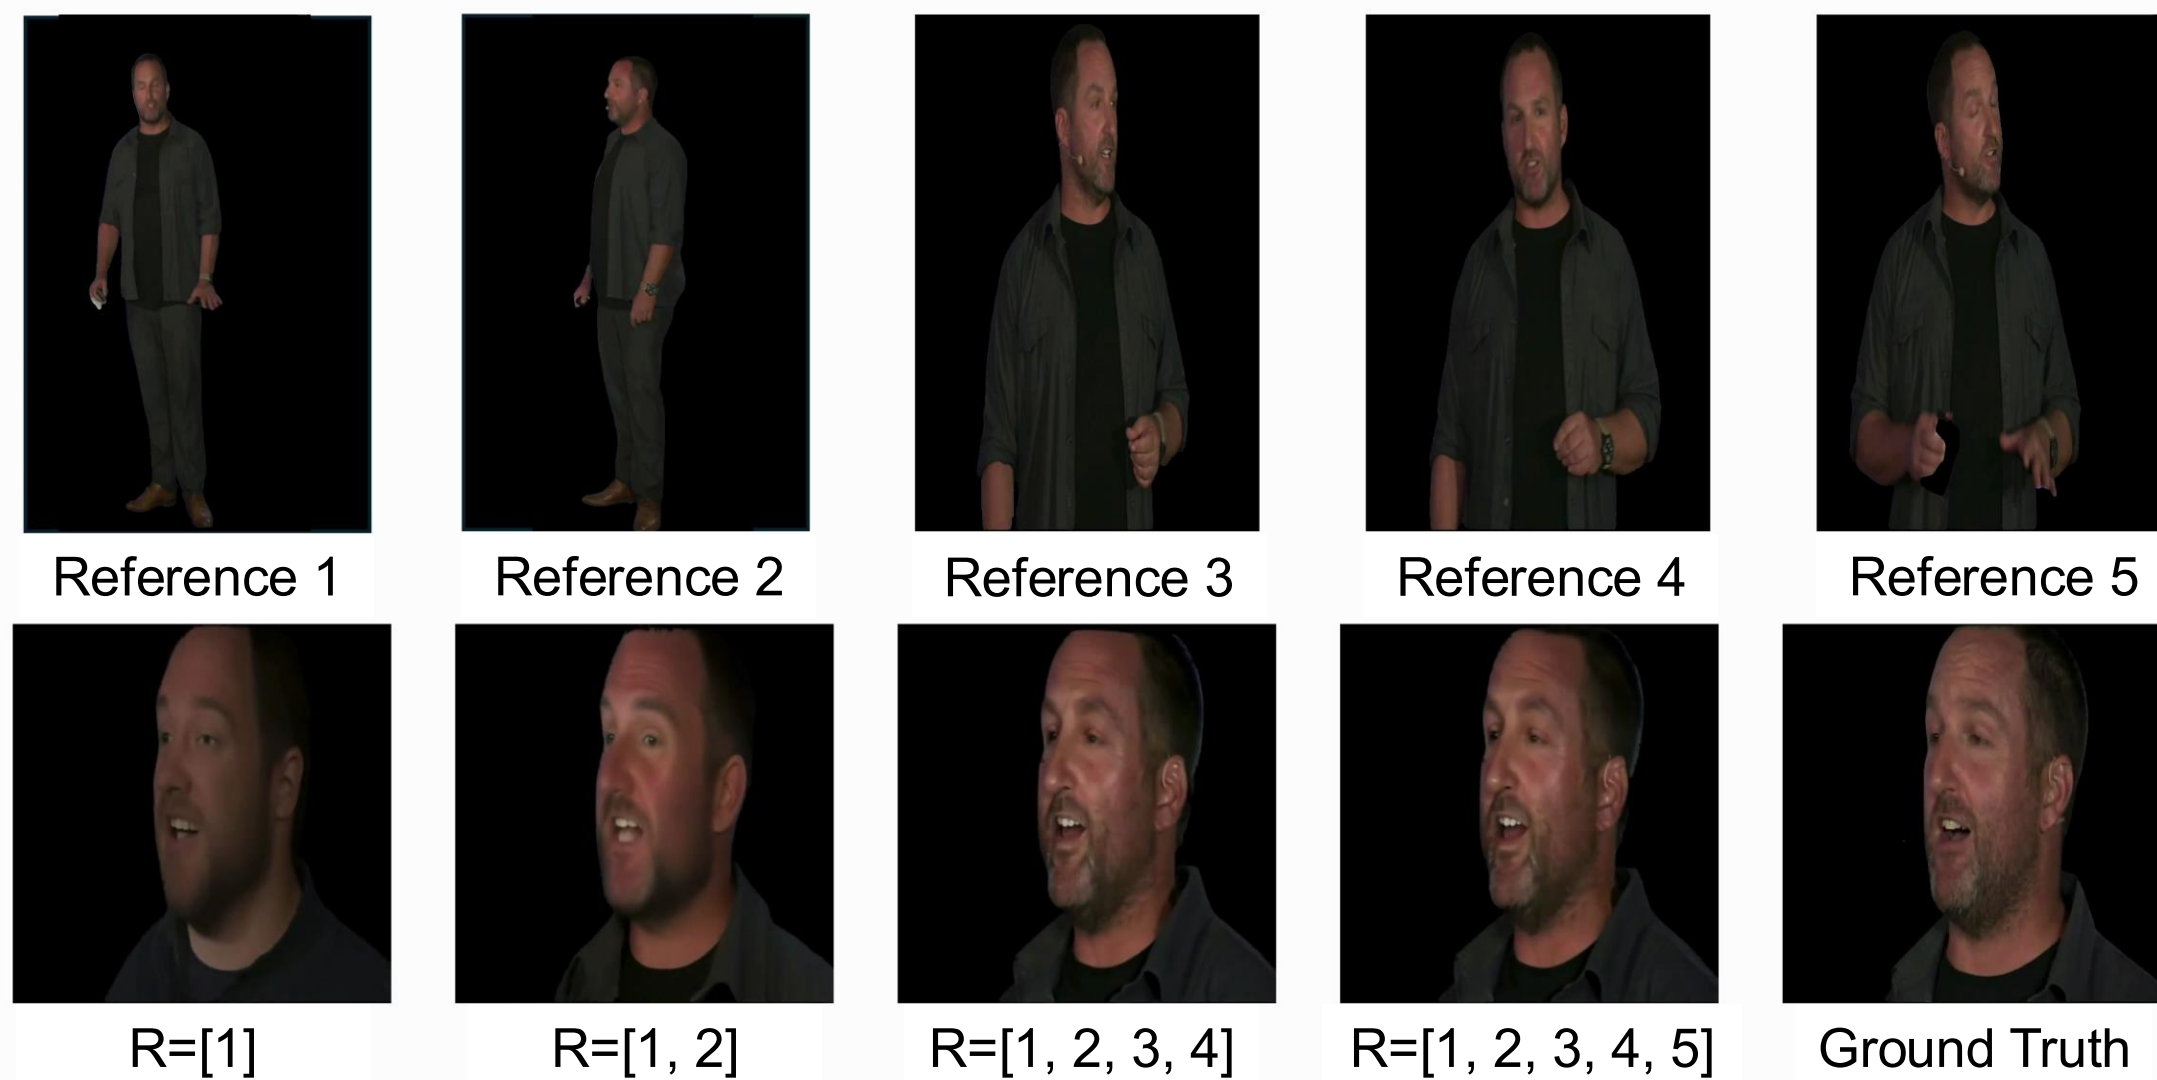 Reference 1
Reference 2
Reference 3
Reference 4
Reference 5
R=[1]
R=[1, 2]
R=[1, 2, 3, 4]
R=[1, 2, 3, 4, 5]
Ground Truth